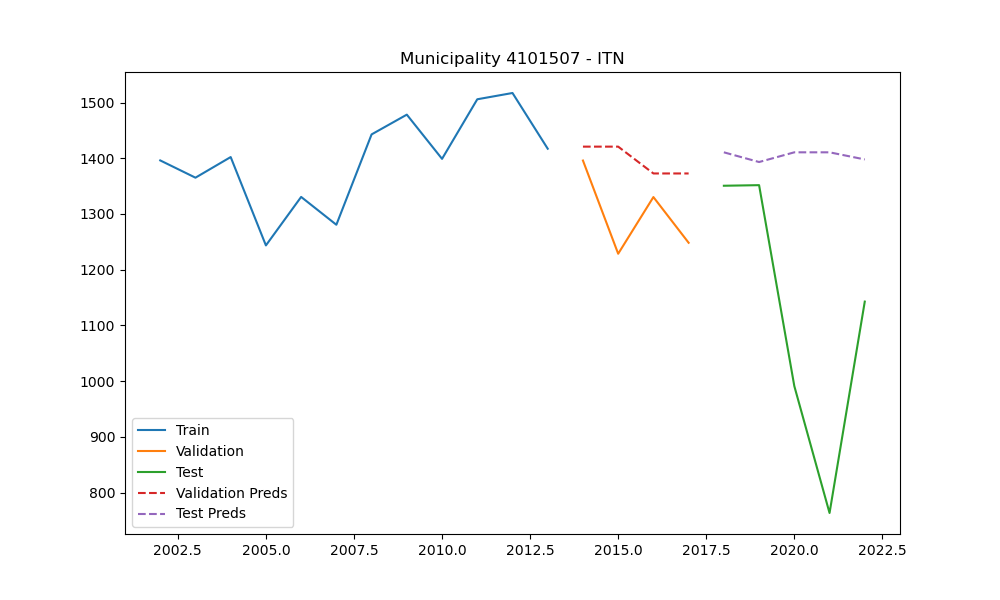 Municipality 4101507 - ITN
1500
1400
1300
1200
1100
1000
900
800
Train
Validation
Test
Validation Preds
Test Preds
2002.5 2005.0 2007.5 2010.0 2012.5 2015.0 2017.5 2020.0 2022.5